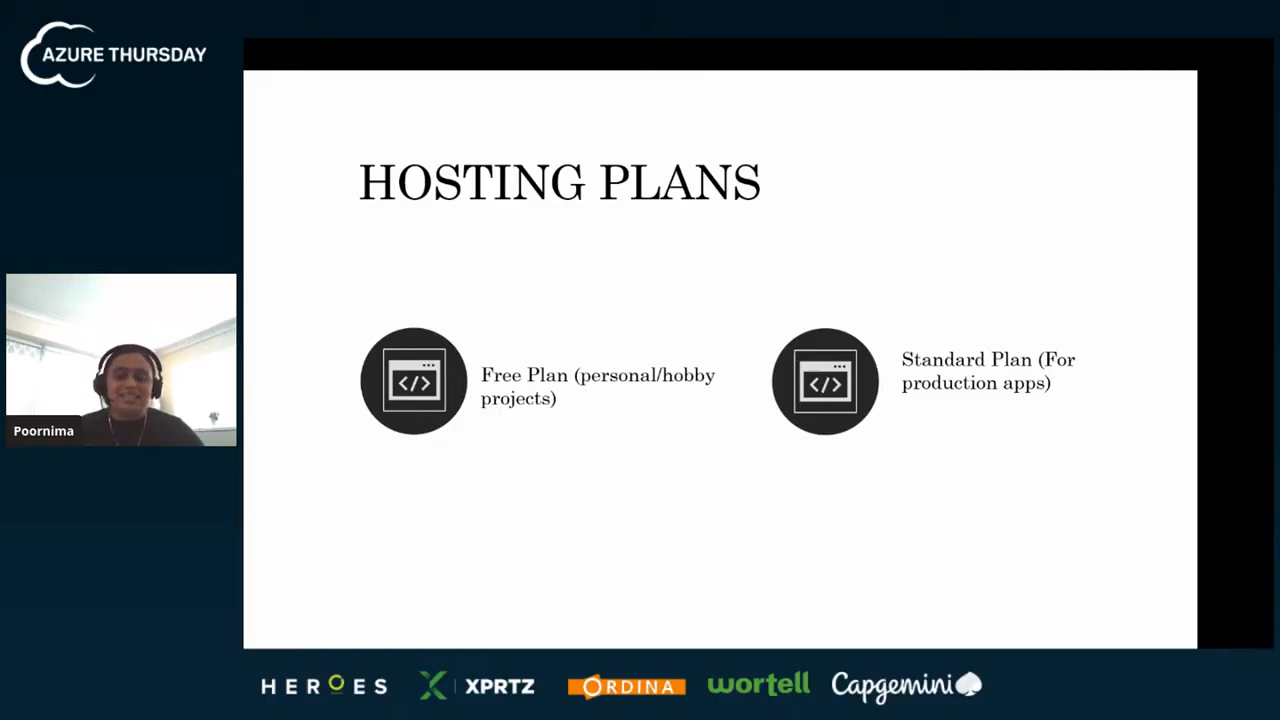 AZURE THURSDAY
HOSTING PLANS
Free Plan (personal/hobby
projects)
Standard Plan (For
production apps)
</>
</>
Poornima
HEROES
XPRTZ
ORDINA
wortell
Capgemini